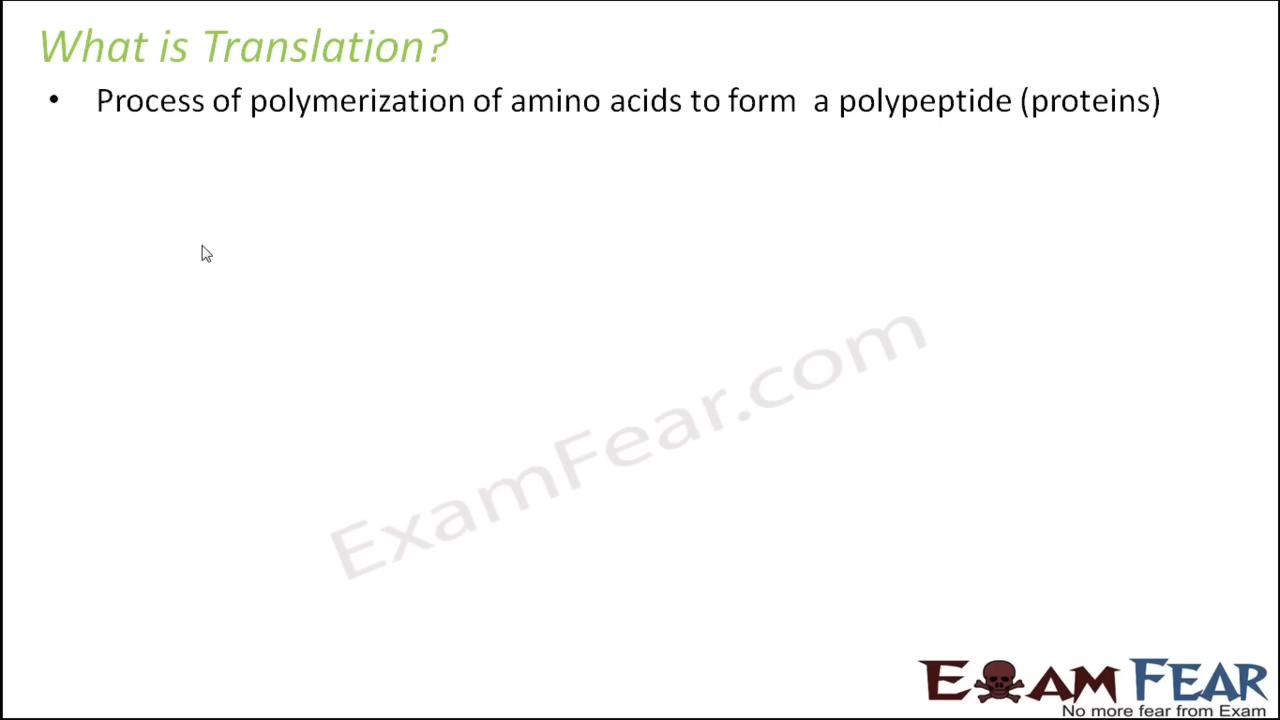 What is Translation?
• Process of polymerization of amino acids to form a polypeptide (proteins)
ExamFear.com
EXAM FEAR
No more fear from Exam